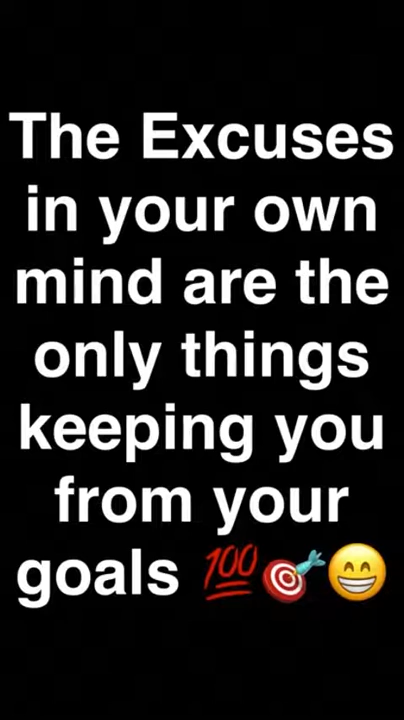 The Excuses
in your own
mind are the
only things
keeping you
from your
goals 💯🎯😁